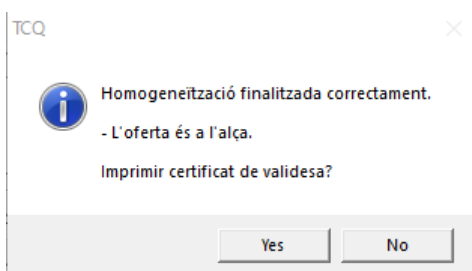 TCQ
Homogeneïtzació finalitzada correctament.
- L'oferta és a l'alça.
Imprimir certificat de validesa?
Yes
No